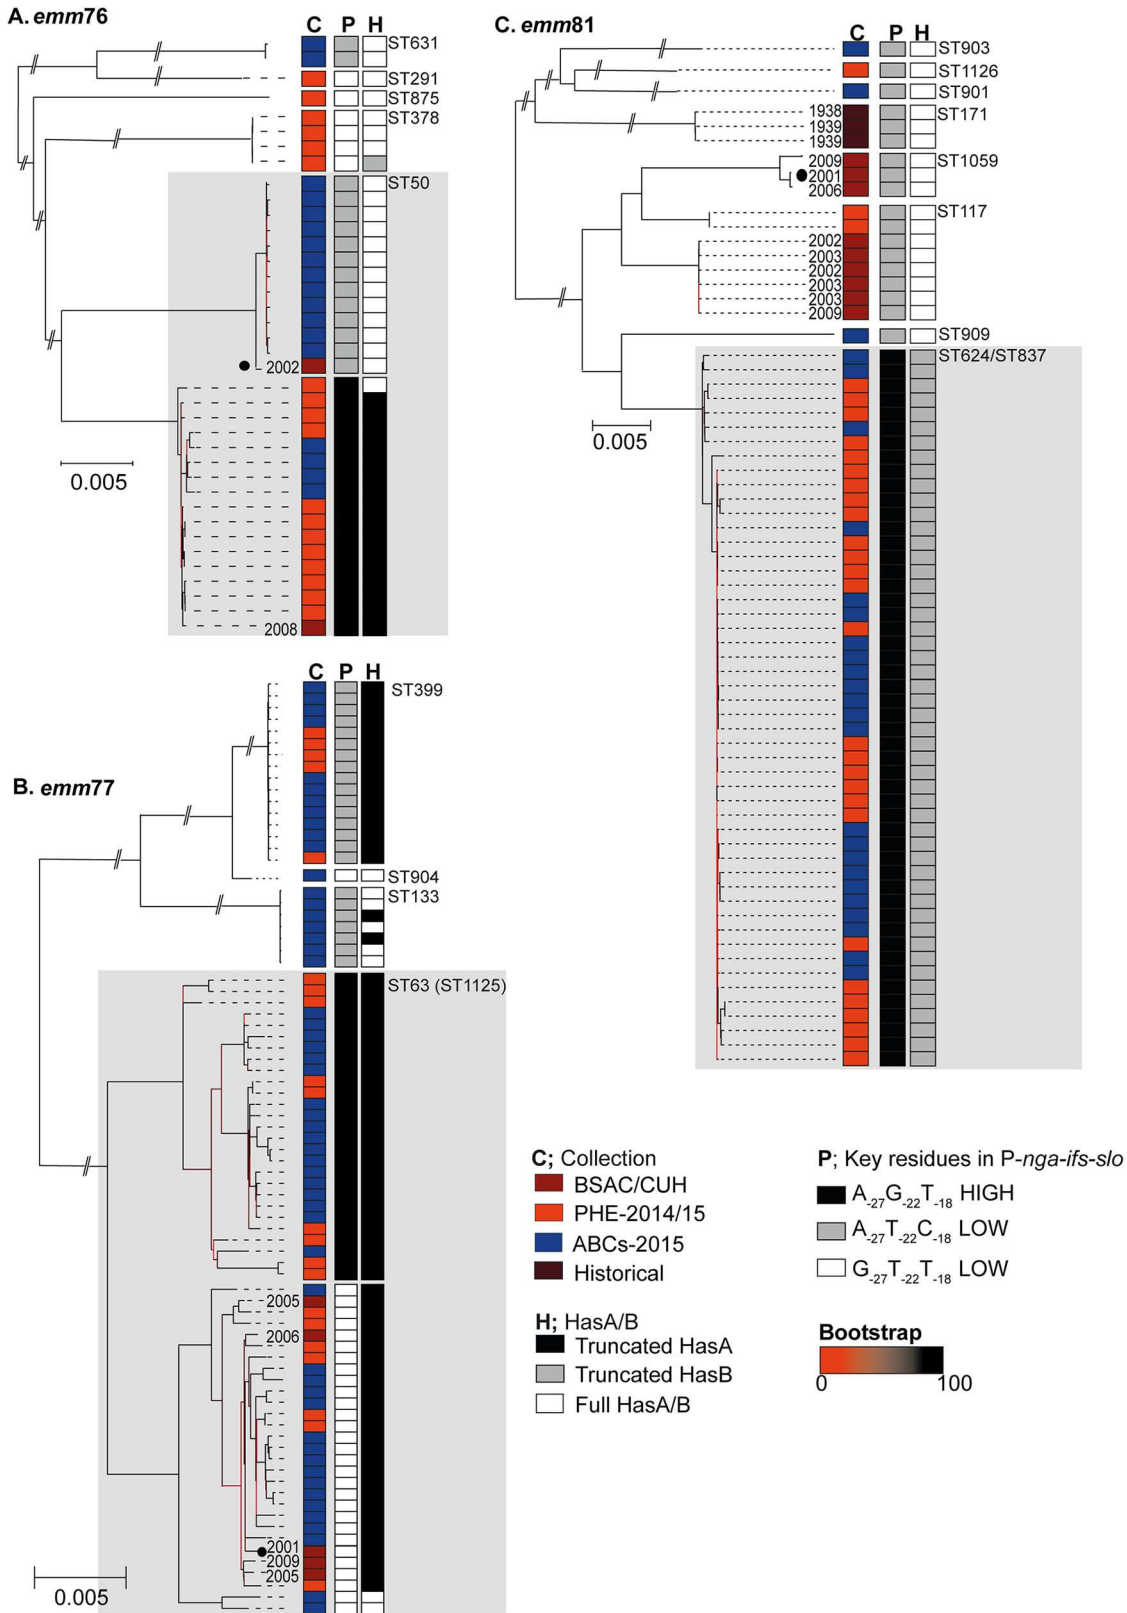 A. emm76
C P H
ST631
ST291
ST875
ST378
ST50
2002
2008
0.005
B. emm77
C P H
ST399
ST904
ST133
ST63 (ST1125)
2005
2006
2001
2009
2005
0.005
C. emm81
C P H
ST903
ST1126
ST901
1938
ST171
1939
1939
2009
ST1059
2001
2006
ST117
2002
2003
2002
2003
2003
2009
ST909
ST624/ST837
0.005
C; Collection
BSAC/CUH
PHE-2014/15
ABCs-2015
Historical
H; HasA/B
Truncated HasA
Truncated HasB
Full HasA/B
P; Key residues in P-nga-ifs-slo
A-27G-22T-18 HIGH
A-27T-22C-18 LOW
G-27T-22T-18 LOW
Bootstrap
0 100